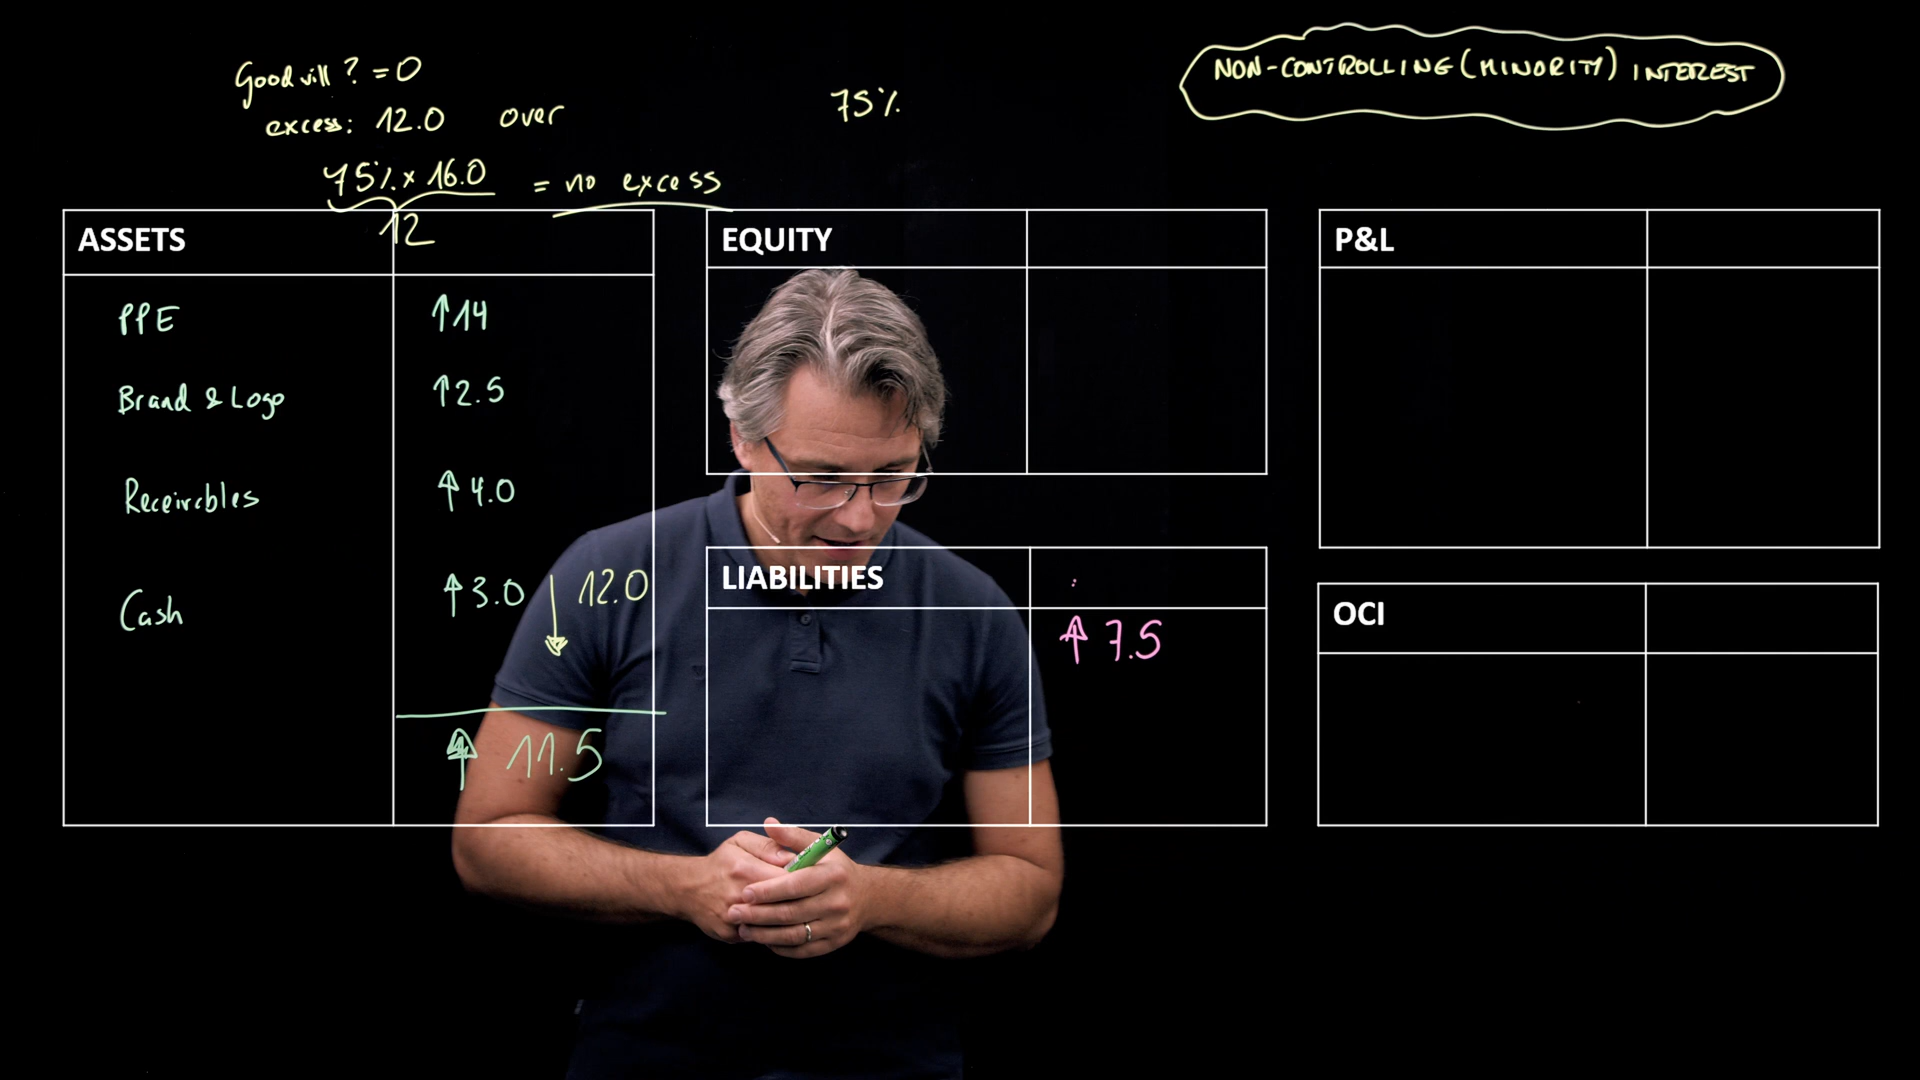 Goodwill ? = 0
excess: 12.0 over
75% × 16.0 = no excess
12
75%
NON-CONTROLLING (MINORITY) INTEREST
ASSETS
PPE ↑14
Brand & Logo ↑2.5
Receivables ↑4.0
Cash ↑3.0 ↓ 12.0
↑ 11.5
EQUITY
LIABILITIES
↑ 7.5
P&L
OCI